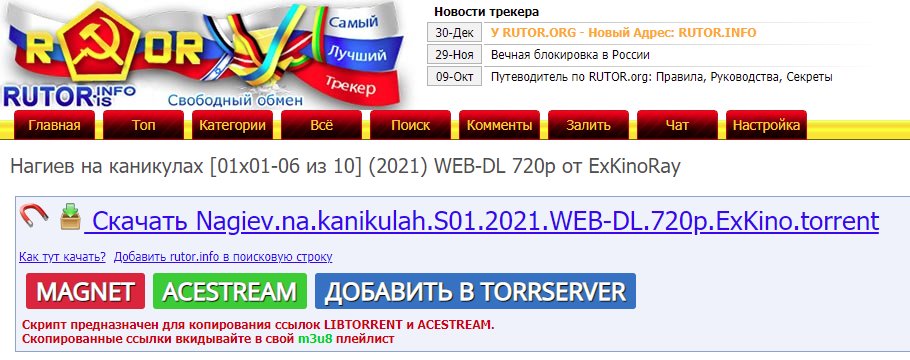 Новости трекера
RUTOR
Самый
Лучший
Трекер
RUTOR.INFO
.IS
Свободный обмен
30-Дек У RUTOR.ORG - Новый Адрес: RUTOR.INFO
29-Ноя Вечная блокировка в России
09-Окт Путеводитель по RUTOR.org: Правила, Руководства, Секреты
Главная Топ Категории Всё Поиск Комменты Залить Чат Настройка
Нагиев на каникулах [01x01-06 из 10] (2021) WEB-DL 720p от ExKinoRay
Скачать Nagiev.na.kanikulah.S01.2021.WEB-DL.720p.ExKino.torrent
Как тут качать? Добавить rutor.info в поисковую строку
MAGNET ACESTREAM ДОБАВИТЬ В TORRSERVER
Скрипт предназначен для копирования ссылок LIBTORRENT и ACESTREAM.
Скопированные ссылки вкидывайте в свой m3u8 плейлист